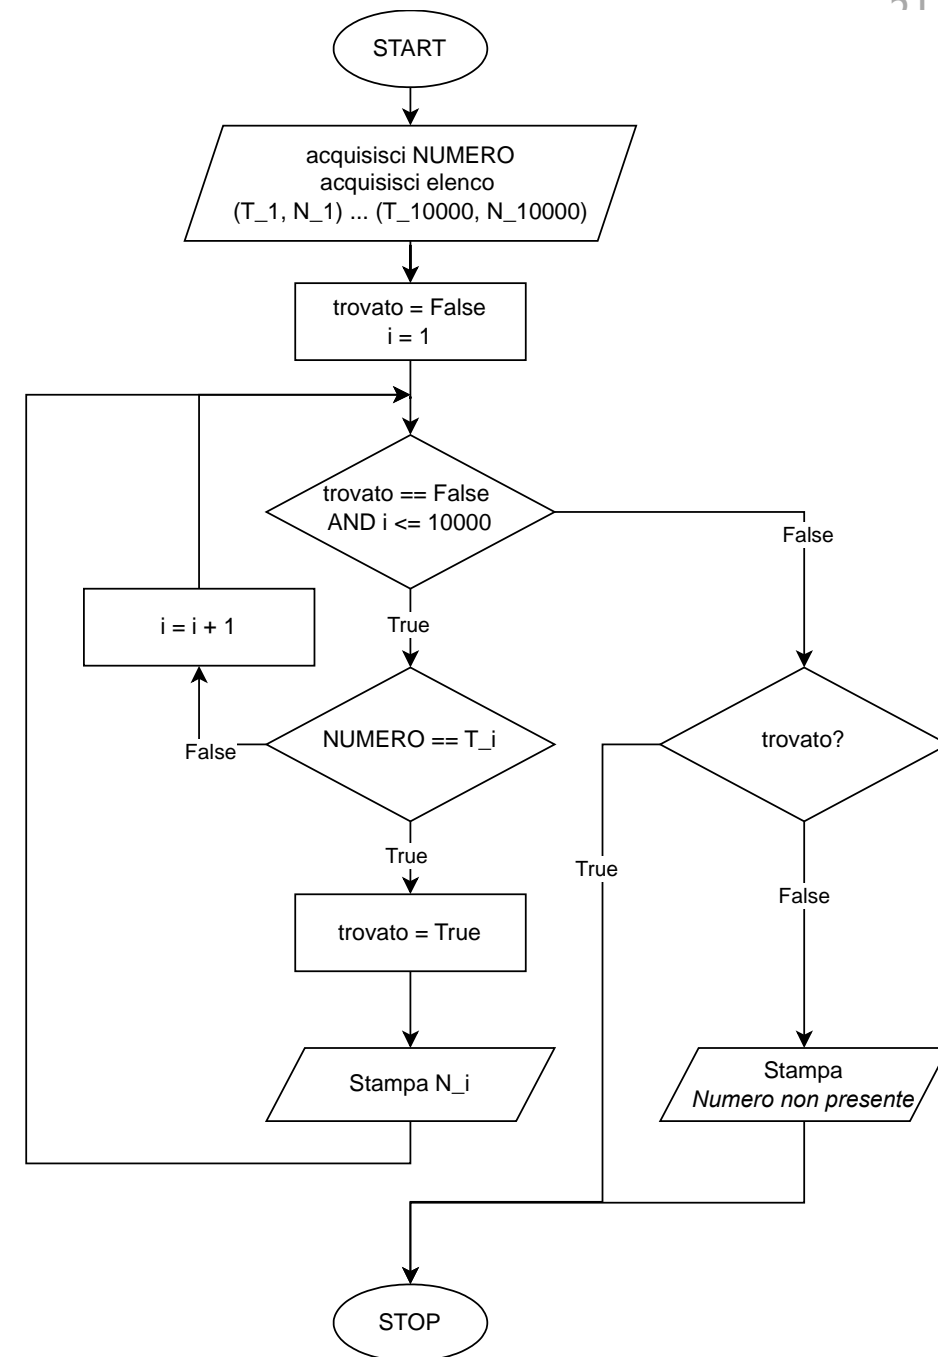 START
acquisisci NUMERO
acquisisci elenco
(T_1, N_1) ... (T_10000, N_10000)
trovato = False
i = 1
trovato == False
AND i <= 10000
False
i = i + 1
True
NUMERO == T_i
trovato?
False
True
True
False
trovato = True
Stampa N_i
Stampa
Numero non presente
STOP